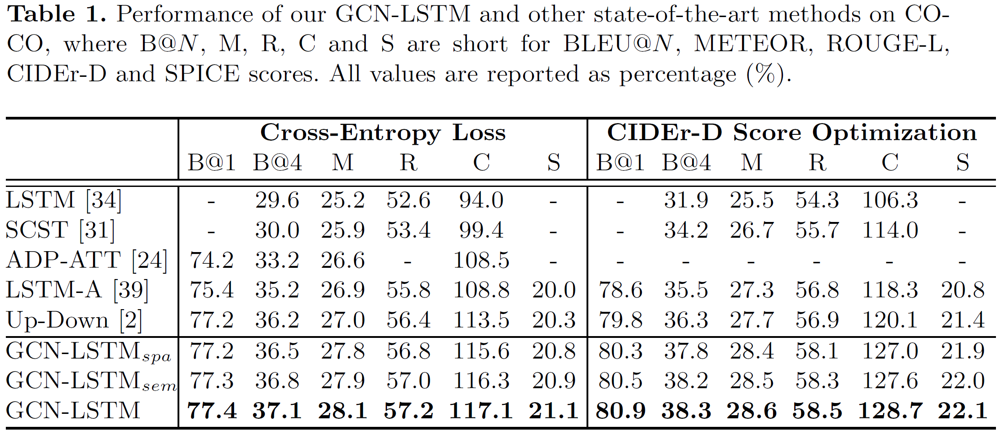 Table 1. Performance of our GCN-LSTM and other state-of-the-art methods on CO-
CO, where B@N, M, R, C and S are short for BLEU@N, METEOR, ROUGE-L,
CIDEr-D and SPICE scores. All values are reported as percentage (%).
Cross-Entropy Loss CIDEr-D Score Optimization
B@1 B@4 M R C S B@1 B@4 M R C S
LSTM [34] - 29.6 25.2 52.6 94.0 - - 31.9 25.5 54.3 106.3 -
SCST [31] - 30.0 25.9 53.4 99.4 - - 34.2 26.7 55.7 114.0 -
ADP-ATT [24] 74.2 33.2 26.6 - 108.5 - - - - - - -
LSTM-A [39] 75.4 35.2 26.9 55.8 108.8 20.0 78.6 35.5 27.3 56.8 118.3 20.8
Up-Down [2] 77.2 36.2 27.0 56.4 113.5 20.3 79.8 36.3 27.7 56.9 120.1 21.4
GCN-LSTMspa 77.2 36.5 27.8 56.8 115.6 20.8 80.3 37.8 28.4 58.1 127.0 21.9
GCN-LSTMsem 77.3 36.8 27.9 57.0 116.3 20.9 80.5 38.2 28.5 58.3 127.6 22.0
GCN-LSTM 77.4 37.1 28.1 57.2 117.1 21.1 80.9 38.3 28.6 58.5 128.7 22.1